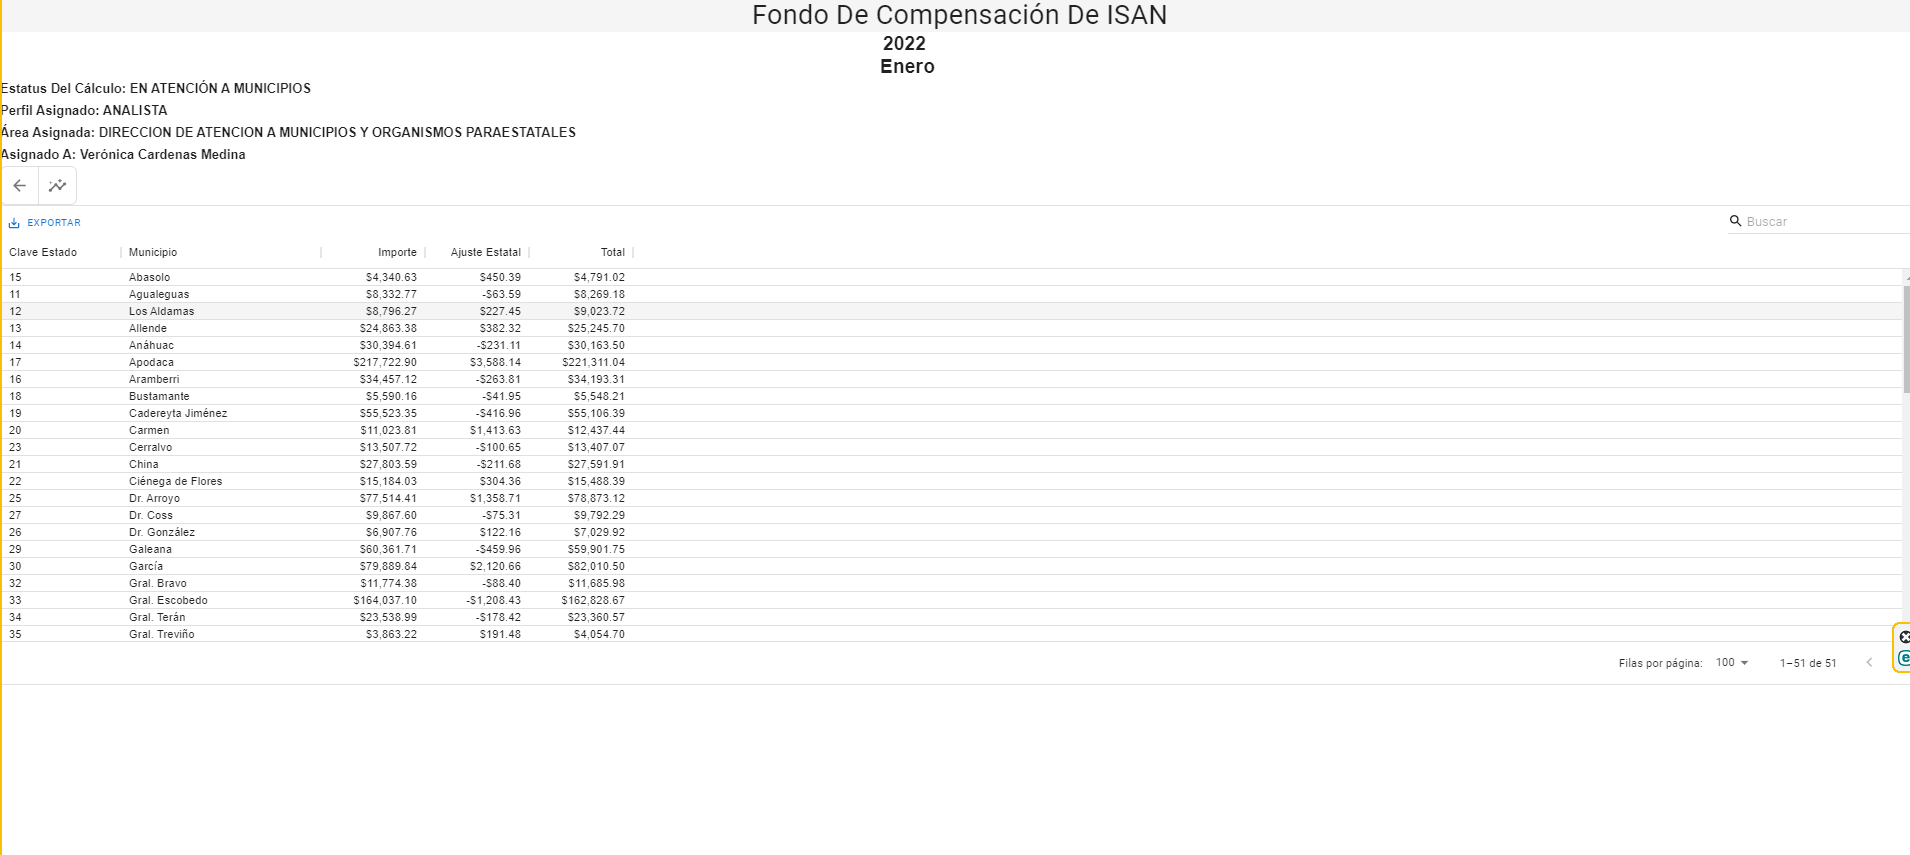 Fondo De Compensación De ISAN
2022
Enero
Estatus Del Cálculo: EN ATENCIÓN A MUNICIPIOS
Perfil Asignado: ANALISTA
Área Asignada: DIRECCION DE ATENCION A MUNICIPIOS Y ORGANISMOS PARAESTATALES
Asignado A: Verónica Cardenas Medina
EXPORTAR Buscar
Clave Estado Municipio Importe Ajuste Estatal Total
15 Abasolo $4,340.63 $450.39 $4,791.02
11 Agualeguas $8,332.77 -$63.59 $8,269.18
12 Los Aldamas $8,796.27 $227.45 $9,023.72
13 Allende $24,863.38 $382.32 $25,245.70
14 Anáhuac $30,394.61 -$231.11 $30,163.50
17 Apodaca $217,722.90 $3,588.14 $221,311.04
16 Aramberri $34,457.12 -$263.81 $34,193.31
18 Bustamante $5,590.16 -$41.95 $5,548.21
19 Cadereyta Jiménez $55,523.35 -$416.96 $55,106.39
20 Carmen $11,023.81 $1,413.63 $12,437.44
23 Cerralvo $13,507.72 -$100.65 $13,407.07
21 China $27,803.59 -$211.68 $27,591.91
22 Ciénega de Flores $15,184.03 $304.36 $15,488.39
25 Dr. Arroyo $77,514.41 $1,358.71 $78,873.12
27 Dr. Coss $9,867.60 -$75.31 $9,792.29
26 Dr. González $6,907.76 $122.16 $7,029.92
29 Galeana $60,361.71 -$459.96 $59,901.75
30 García $79,889.84 $2,120.66 $82,010.50
32 Gral. Bravo $11,774.38 -$88.40 $11,685.98
33 Gral. Escobedo $164,037.10 -$1,208.43 $162,828.67
34 Gral. Terán $23,538.99 -$178.42 $23,360.57
35 Gral. Treviño $3,863.22 $191.48 $4,054.70
Filas por página: 100 1–51 de 51